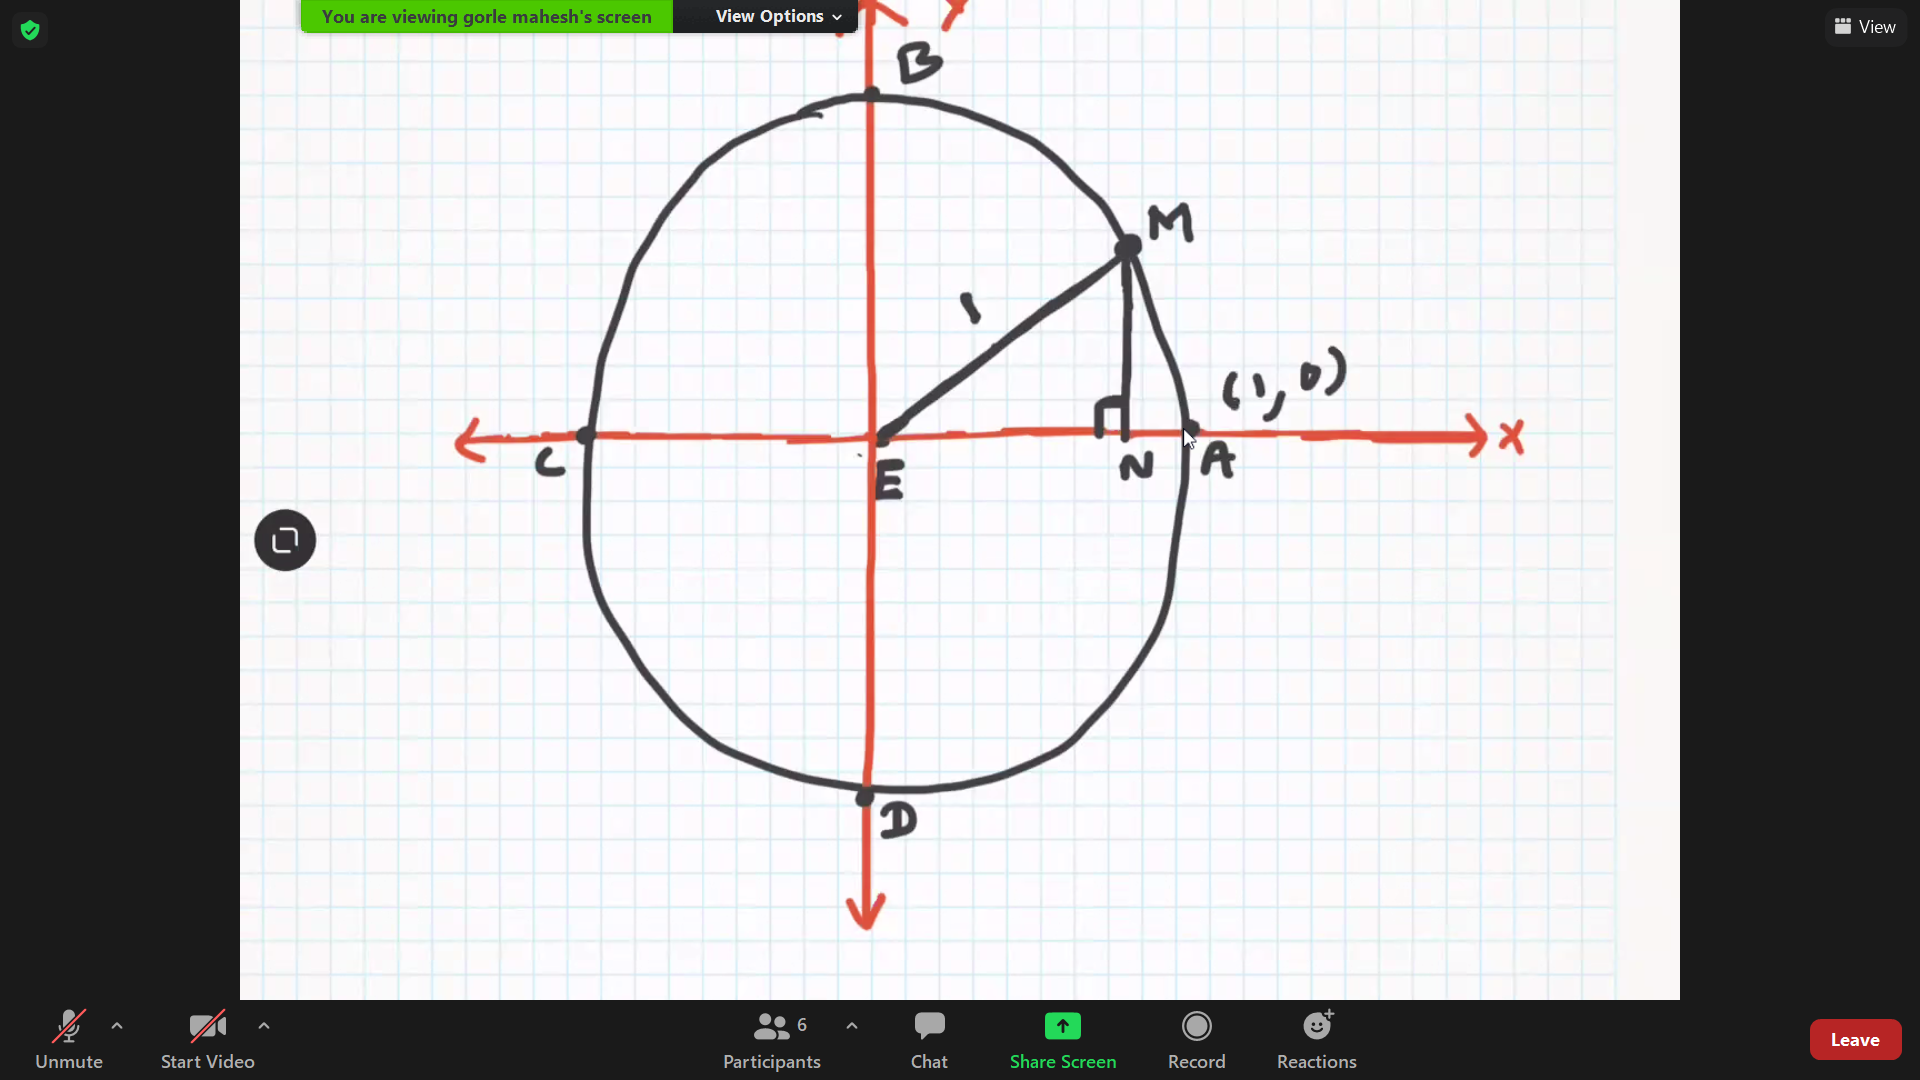 You are viewing gorle mahesh's screen View Options
View
Y
B
M
1
(1, 0)
C
E
N
A
X
D
Unmute
Start Video
6
Participants
Chat
Share Screen
Record
Reactions
Leave